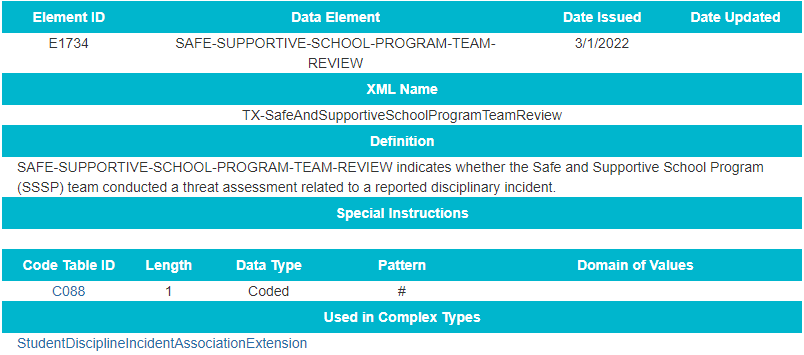 Element ID Data Element Date Issued Date Updated
E1734 SAFE-SUPPORTIVE-SCHOOL-PROGRAM-TEAM- 3/1/2022
REVIEW
XML Name
TX-SafeAndSupportiveSchoolProgramTeamReview
Definition
SAFE-SUPPORTIVE-SCHOOL-PROGRAM-TEAM-REVIEW indicates whether the Safe and Supportive School Program
(SSSP) team conducted a threat assessment related to a reported disciplinary incident.
Special Instructions
Code Table ID Length Data Type Pattern Domain of Values
C088 1 Coded #
Used in Complex Types
StudentDisciplineIncidentAssociationExtension